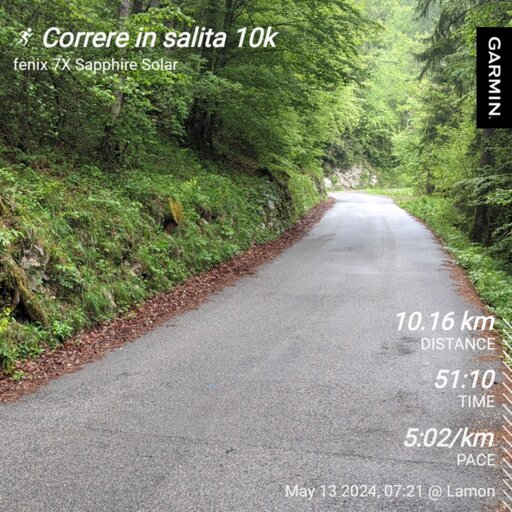 Correre in salita 10k
fenix 7X Sapphire Solar
GARMIN
10.16 km
DISTANCE
51:10
TIME
5:02/km
PACE
May 13 2024, 07:21 @ Lamon